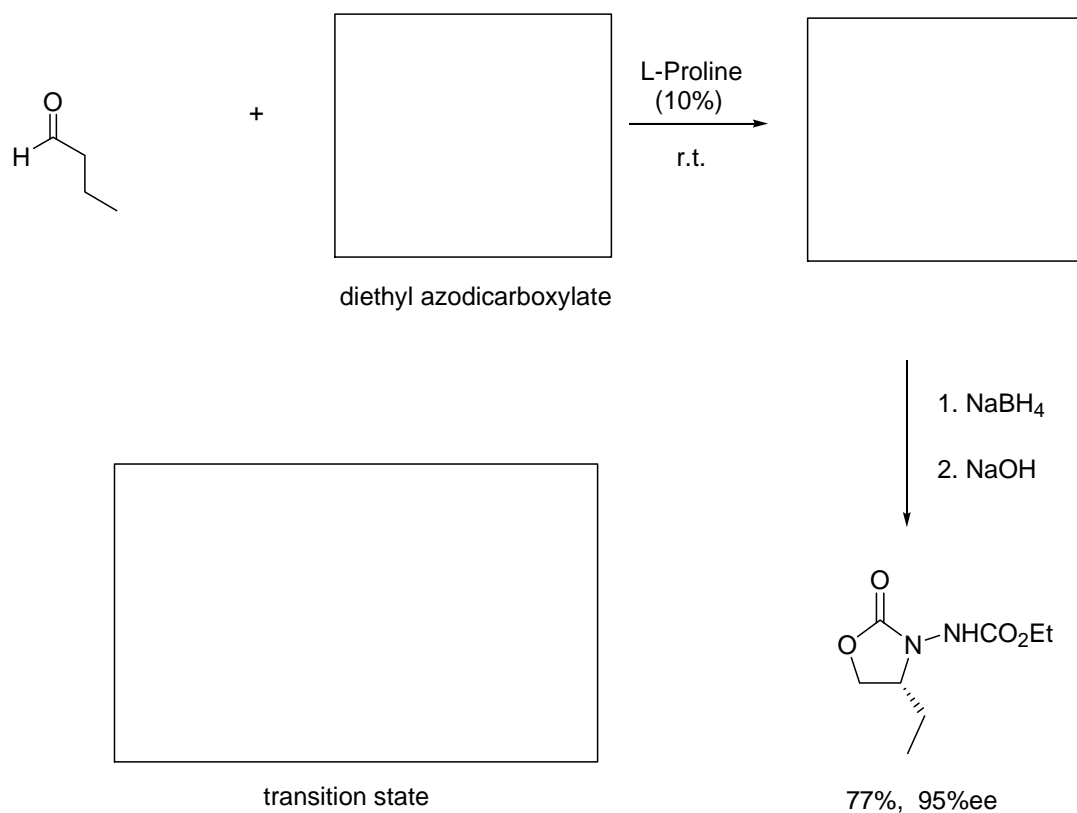 L-Proline
(10%)
O
+
H
r.t.
diethyl azodicarboxylate
1. NaBH4
2. NaOH
O
O
N
NHCO2Et
transition state
77%, 95%ee